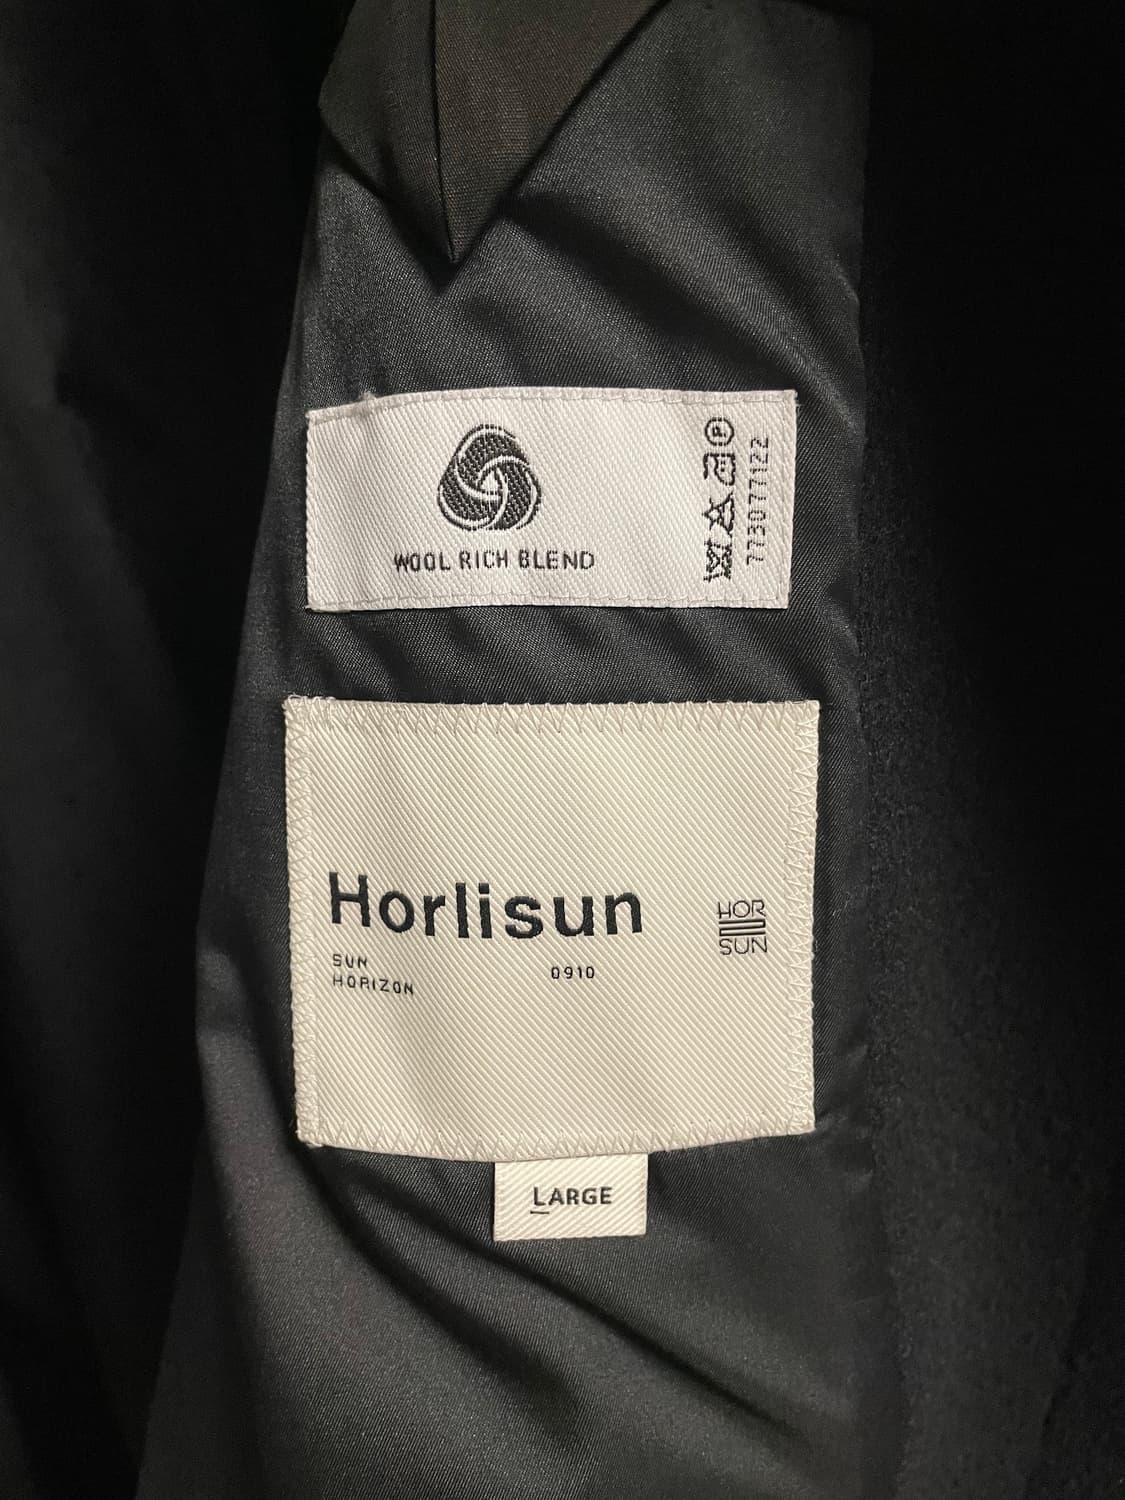 WOOL RICH BLEND
773077122
Horlisun
SUN
HORIZON
0910
HOR
SUN
LARGE